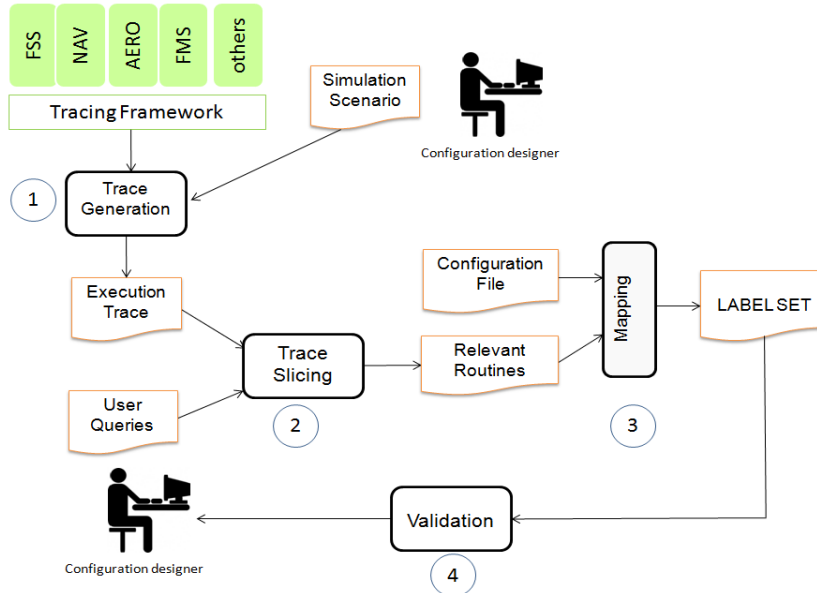 FSS
NAV
AERO
FMS
others
Tracing Framework
Simulation
Scenario
Configuration designer
1
Trace
Generation
Execution
Trace
Configuration
File
Mapping
LABEL SET
Trace
Slicing
Relevant
Routines
User
Queries
2
3
Validation
4
Configuration designer